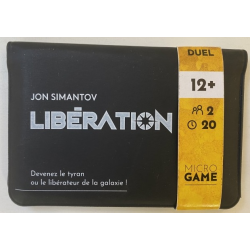 DUEL
12+
2
20
MICRO
GAME
JON SIMANTOV
LIBÉRATION
Devenez le tyran
ou le libérateur de la galaxie !